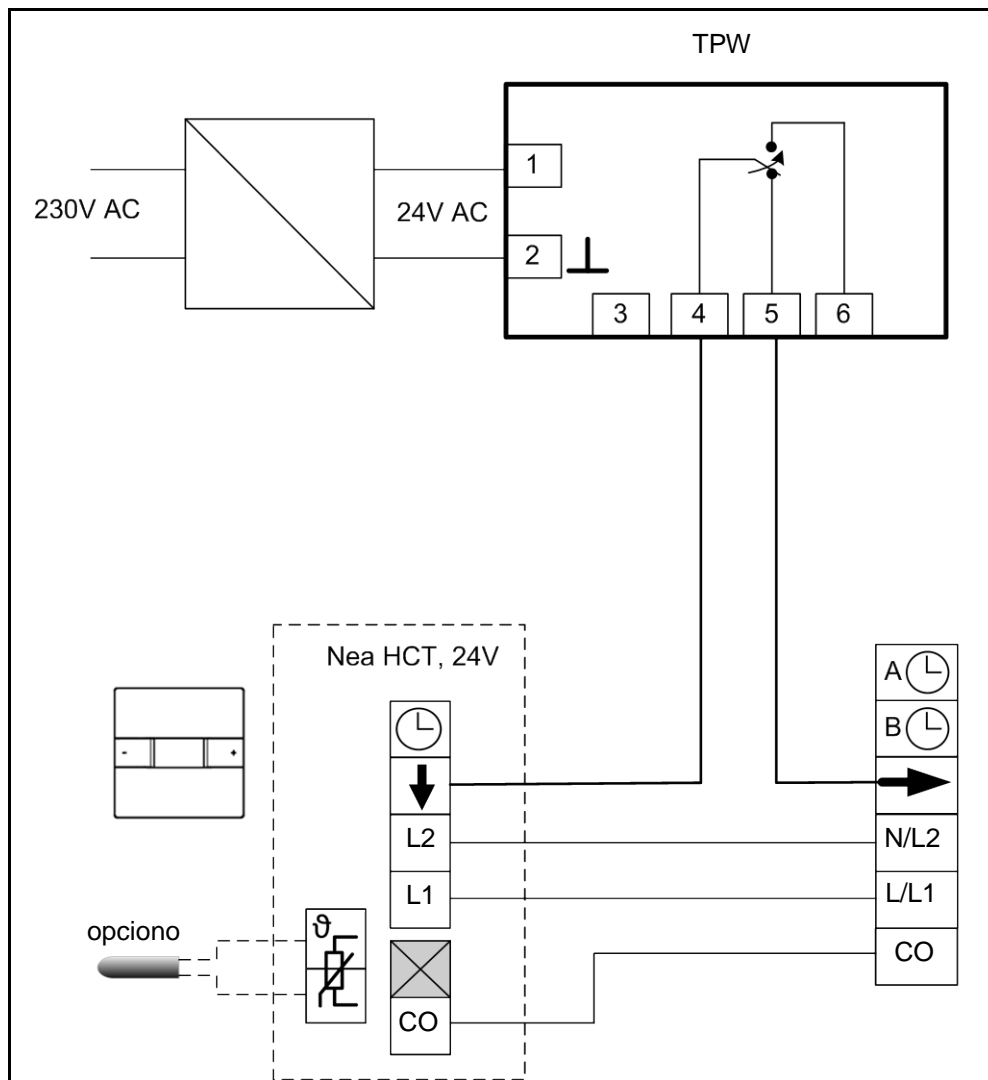 TPW
230V AC
24V AC
1
2
3 4 5 6
Nea HCT, 24V
- +
L2
L1
opciono
ϑ
CO
A
B
N/L2
L/L1
CO